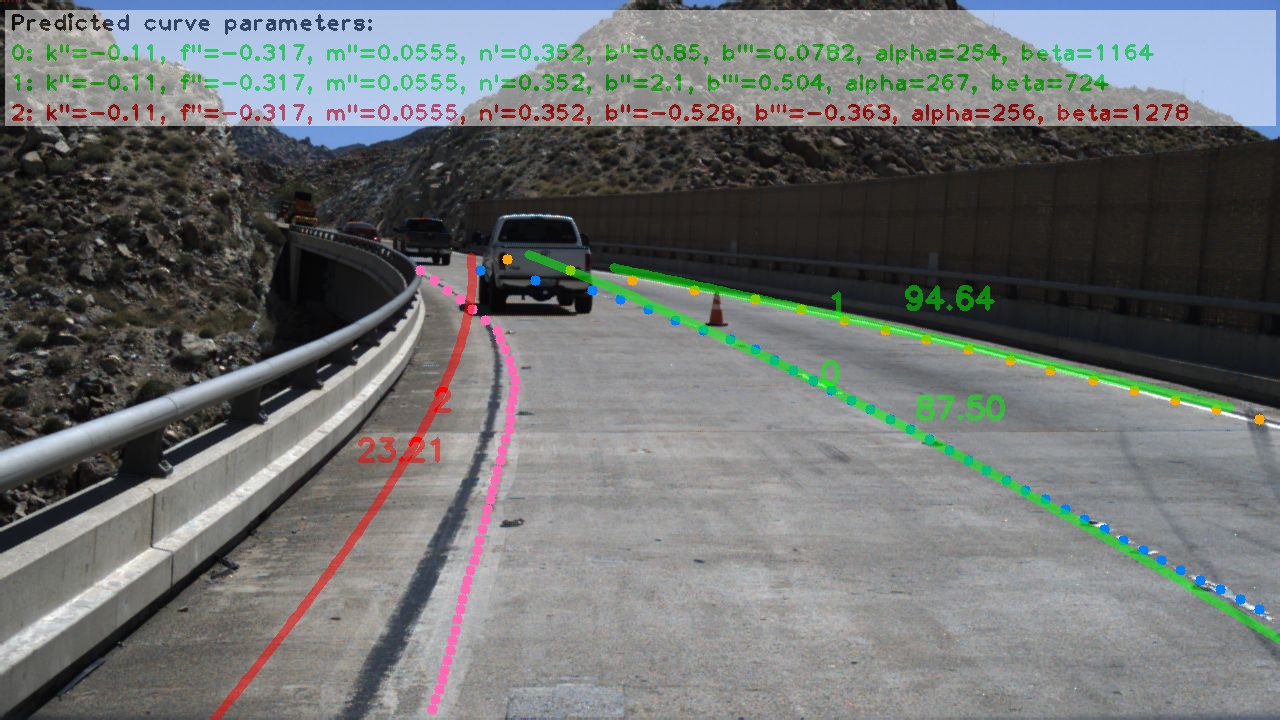 Predicted curve parameters:
0: k''=-0.11, f''=-0.317, m''=0.0555, n'=0.352, b''=0.85, b'''=0.0782, alpha=254, beta=1164
1: k''=-0.11, f''=-0.317, m''=0.0555, n'=0.352, b''=2.1, b'''=0.504, alpha=267, beta=724
2: k''=-0.11, f''=-0.317, m''=0.0555, n'=0.352, b''=-0.528, b'''=-0.363, alpha=256, beta=1278
1 94.64
0
87.50
2
23.21